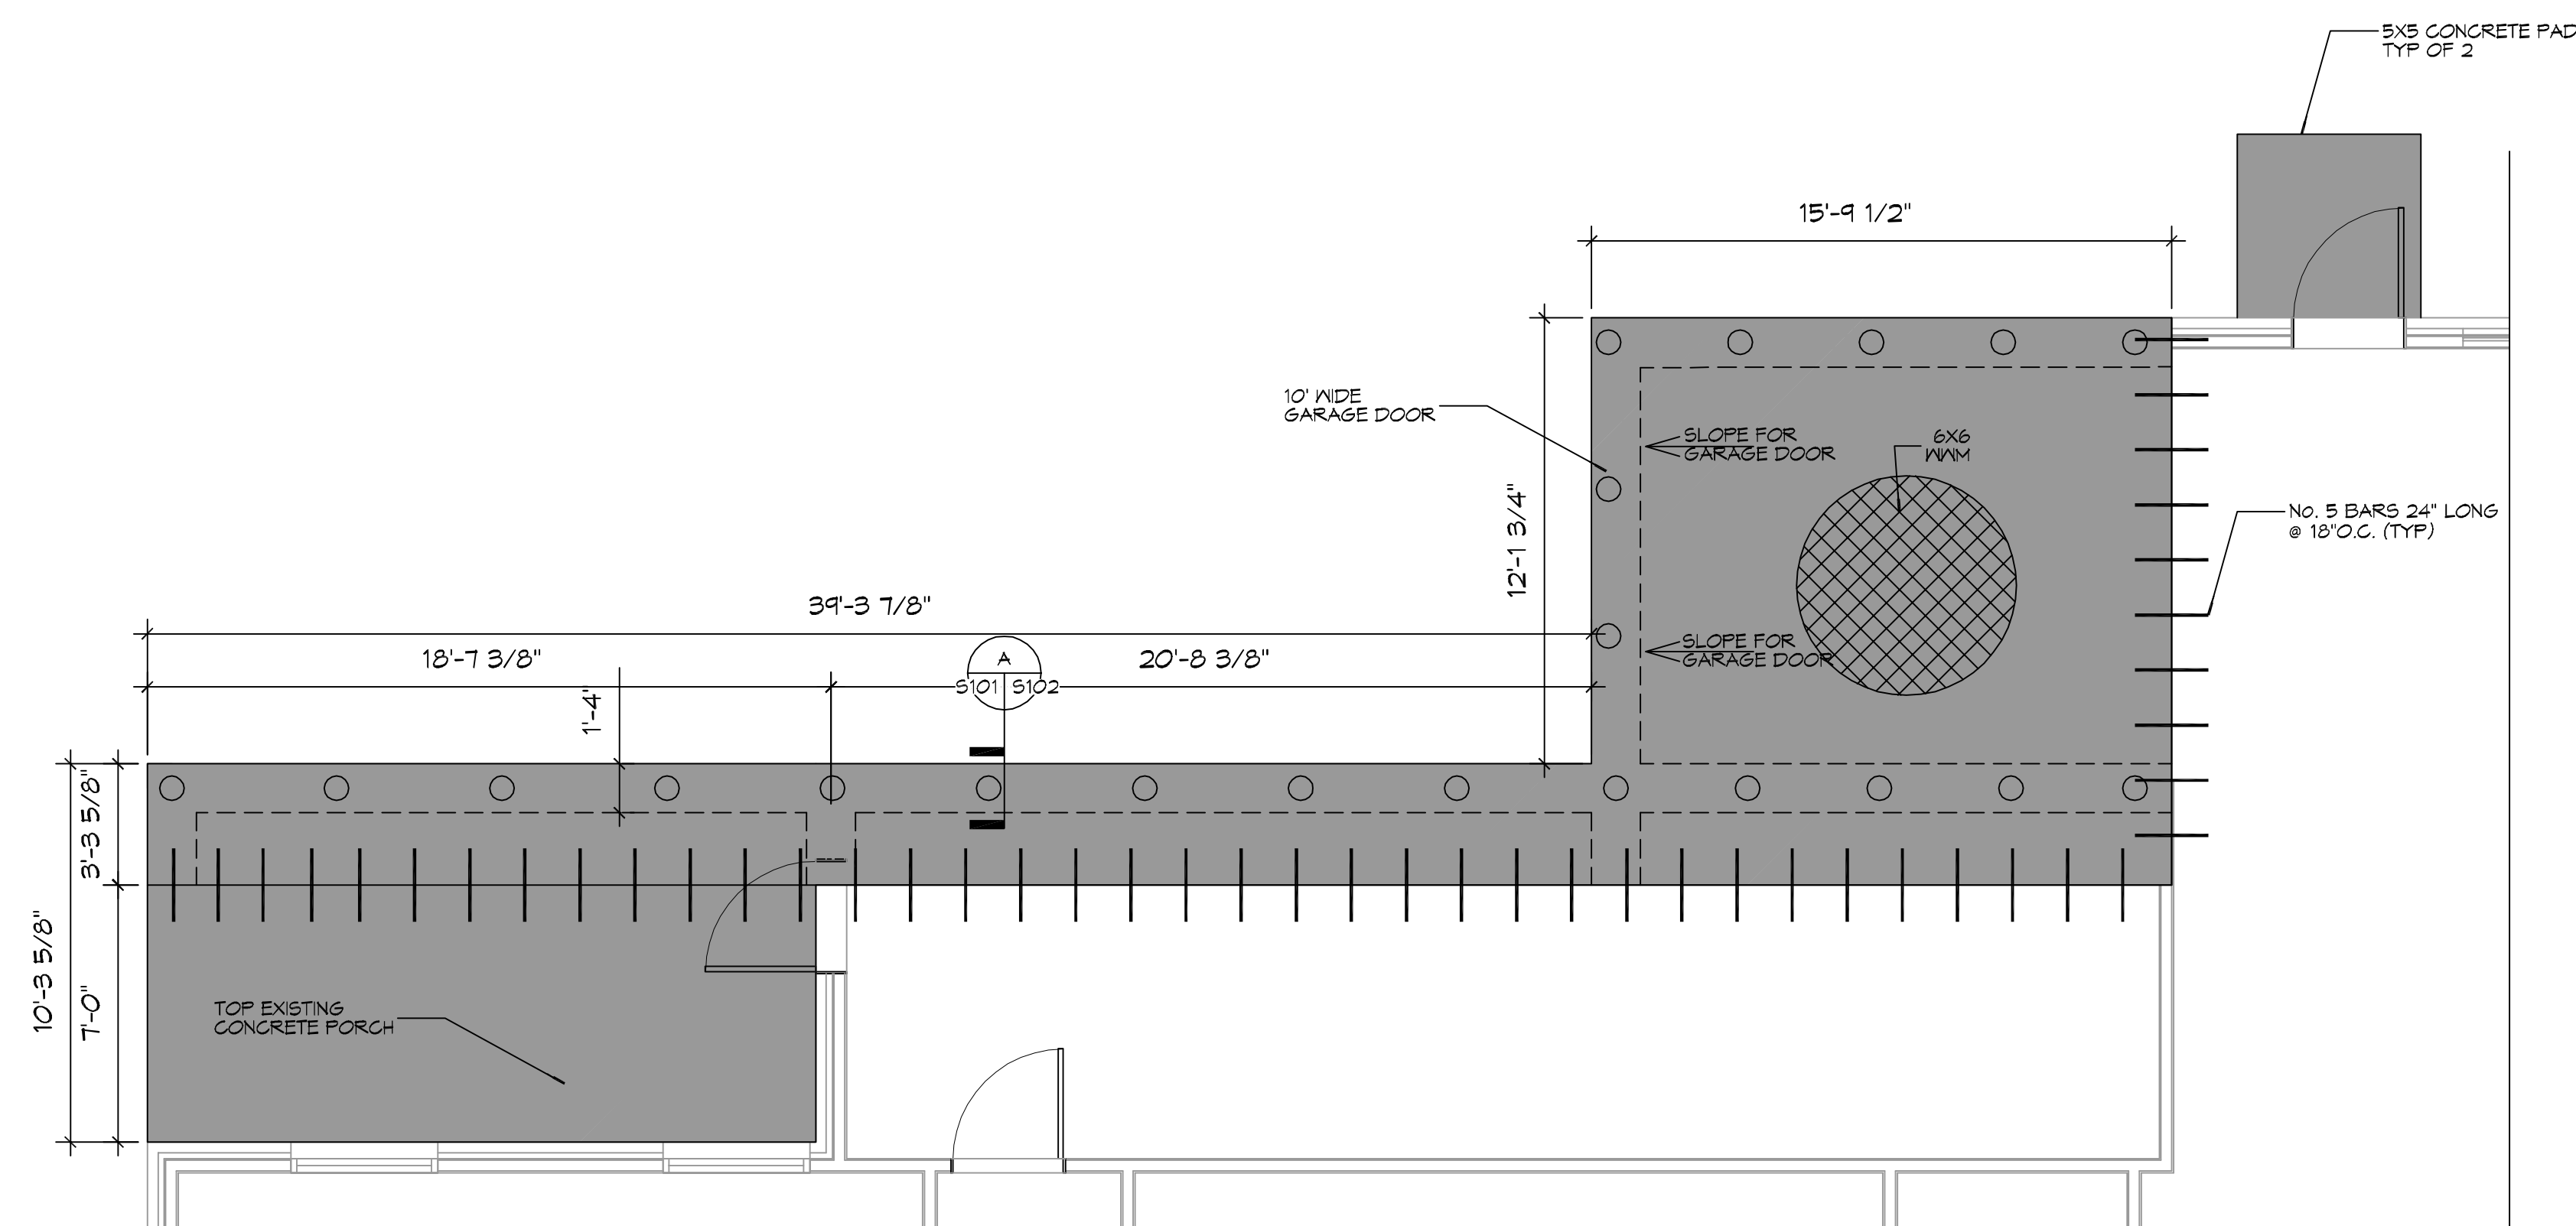 5X5 CONCRETE PAD
TYP OF 2
15'-9 1/2"
10' WIDE
GARAGE DOOR
SLOPE FOR
GARAGE DOOR
6X6
WWM
12'-1 3/4"
No. 5 BARS 24" LONG
@ 18"O.C. (TYP)
39'-3 7/8"
18'-7 3/8"
A
20'-8 3/8"
SLOPE FOR
GARAGE DOOR
S101 S102
1'-4"
3'-3 5/8"
10'-3 5/8"
7'-0"
TOP EXISTING
CONCRETE PORCH